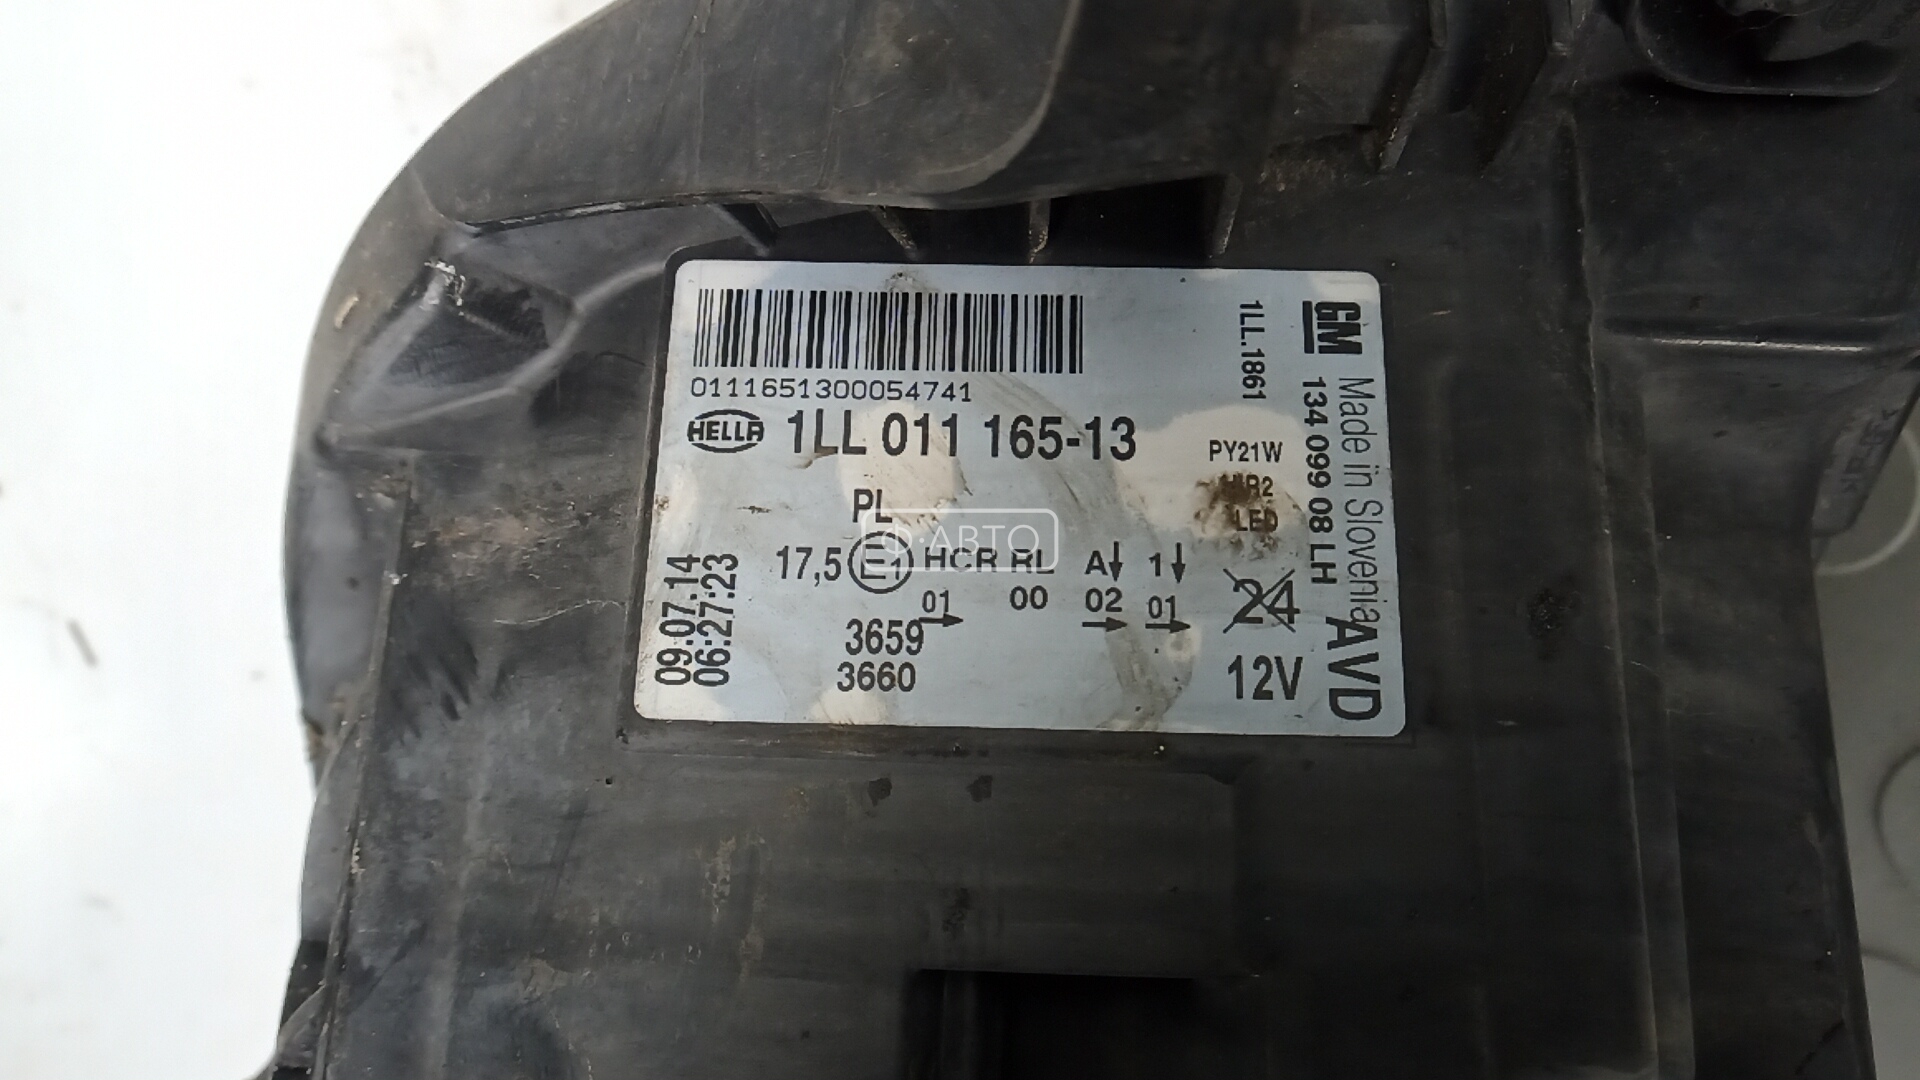 0111651300054741
HELLA 1LL 011 165-13
PL
17,5 E1 HCR RL A↓ 1↓
01 00 02 01
→ → →
3659
3660
09.07.14
06:27:23
PY21W
LED
24
12V
1LL.1861
GM 134 099 08 LH AVD
Made in Slovenia
Ф·АВТО